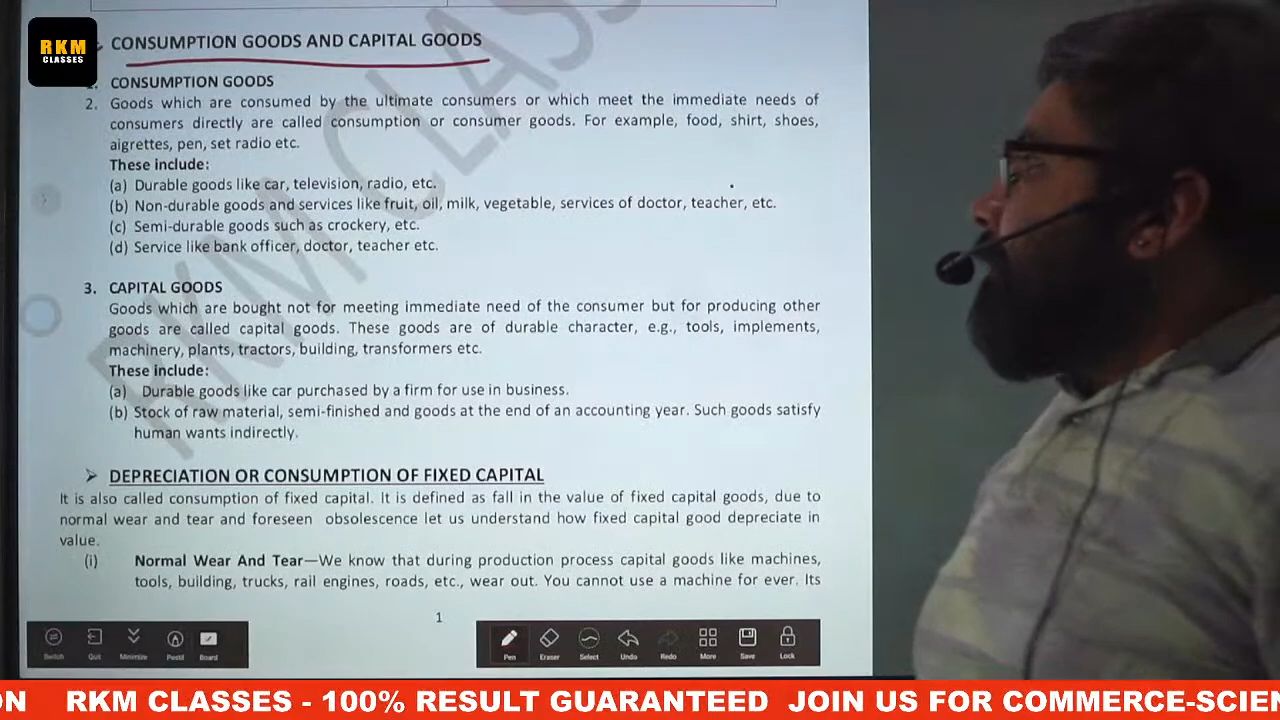 RKM
CLASSES
CONSUMPTION GOODS AND CAPITAL GOODS
CONSUMPTION GOODS
2. Goods which are consumed by the ultimate consumers or which meet the immediate needs of
consumers directly are called consumption or consumer goods. For example, food, shirt, shoes,
aigrettes, pen, set radio etc.
These include:
(a) Durable goods like car, television, radio, etc.
(b) Non-durable goods and services like fruit, oil, milk, vegetable, services of doctor, teacher, etc.
(c) Semi-durable goods such as crockery, etc.
(d) Service like bank officer, doctor, teacher etc.
3. CAPITAL GOODS
Goods which are bought not for meeting immediate need of the consumer but for producing other
goods are called capital goods. These goods are of durable character, e.g., tools, implements,
machinery, plants, tractors, building, transformers etc.
These include:
(a) Durable goods like car purchased by a firm for use in business.
(b) Stock of raw material, semi-finished and goods at the end of an accounting year. Such goods satisfy
human wants indirectly.
➢ DEPRECIATION OR CONSUMPTION OF FIXED CAPITAL
It is also called consumption of fixed capital. It is defined as fall in the value of fixed capital goods, due to
normal wear and tear and foreseen obsolescence let us understand how fixed capital good depreciate in
value.
(i) Normal Wear And Tear—We know that during production process capital goods like machines,
tools, building, trucks, rail engines, roads, etc., wear out. You cannot use a machine for ever. Its
1
Switch Quit Minimize Pestil Board
Pen Eraser Select Undo Redo More Save Lock
RKM CLASS
ON RKM CLASSES - 100% RESULT GUARANTEED JOIN US FOR COMMERCE-SCIEN